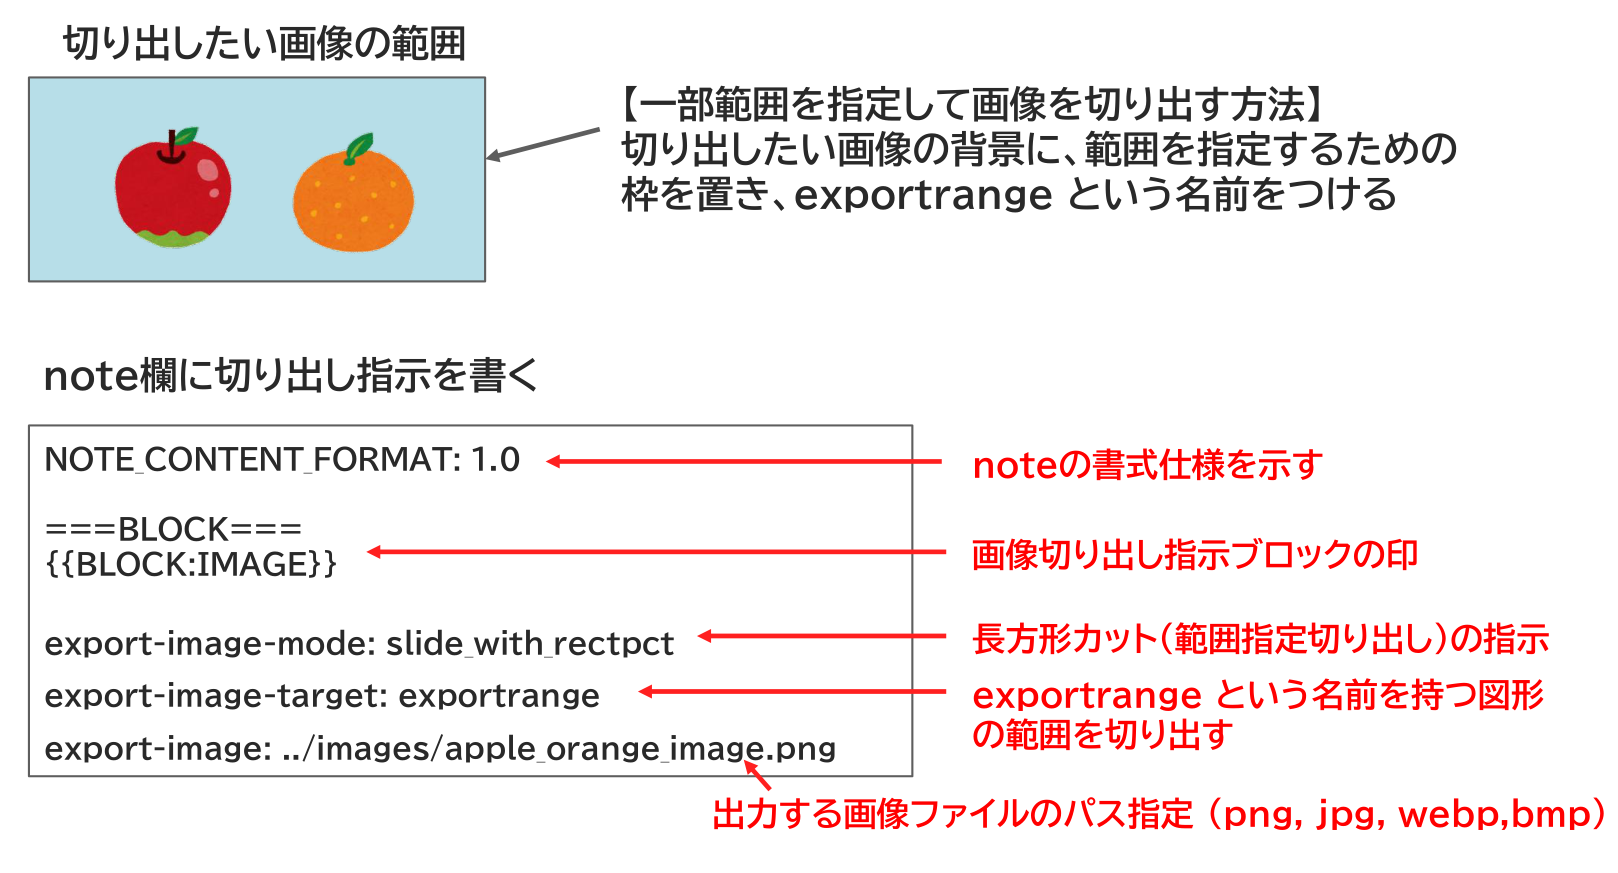 切り出したい画像の範囲
【一部範囲を指定して画像を切り出す方法】
切り出したい画像の背景に、範囲を指定するための
枠を置き、exportrange という名前をつける
note欄に切り出し指示を書く
NOTE_CONTENT_FORMAT: 1.0
noteの書式仕様を示す
===BLOCK===
{{BLOCK:IMAGE}}
画像切り出し指示ブロックの印
export-image-mode: slide_with_rectpct
長方形カット（範囲指定切り出し）の指示
export-image-target: exportrange
exportrange という名前を持つ図形
の範囲を切り出す
export-image: ../images/apple_orange_image.png
出力する画像ファイルのパス指定 （png, jpg, webp,bmp）